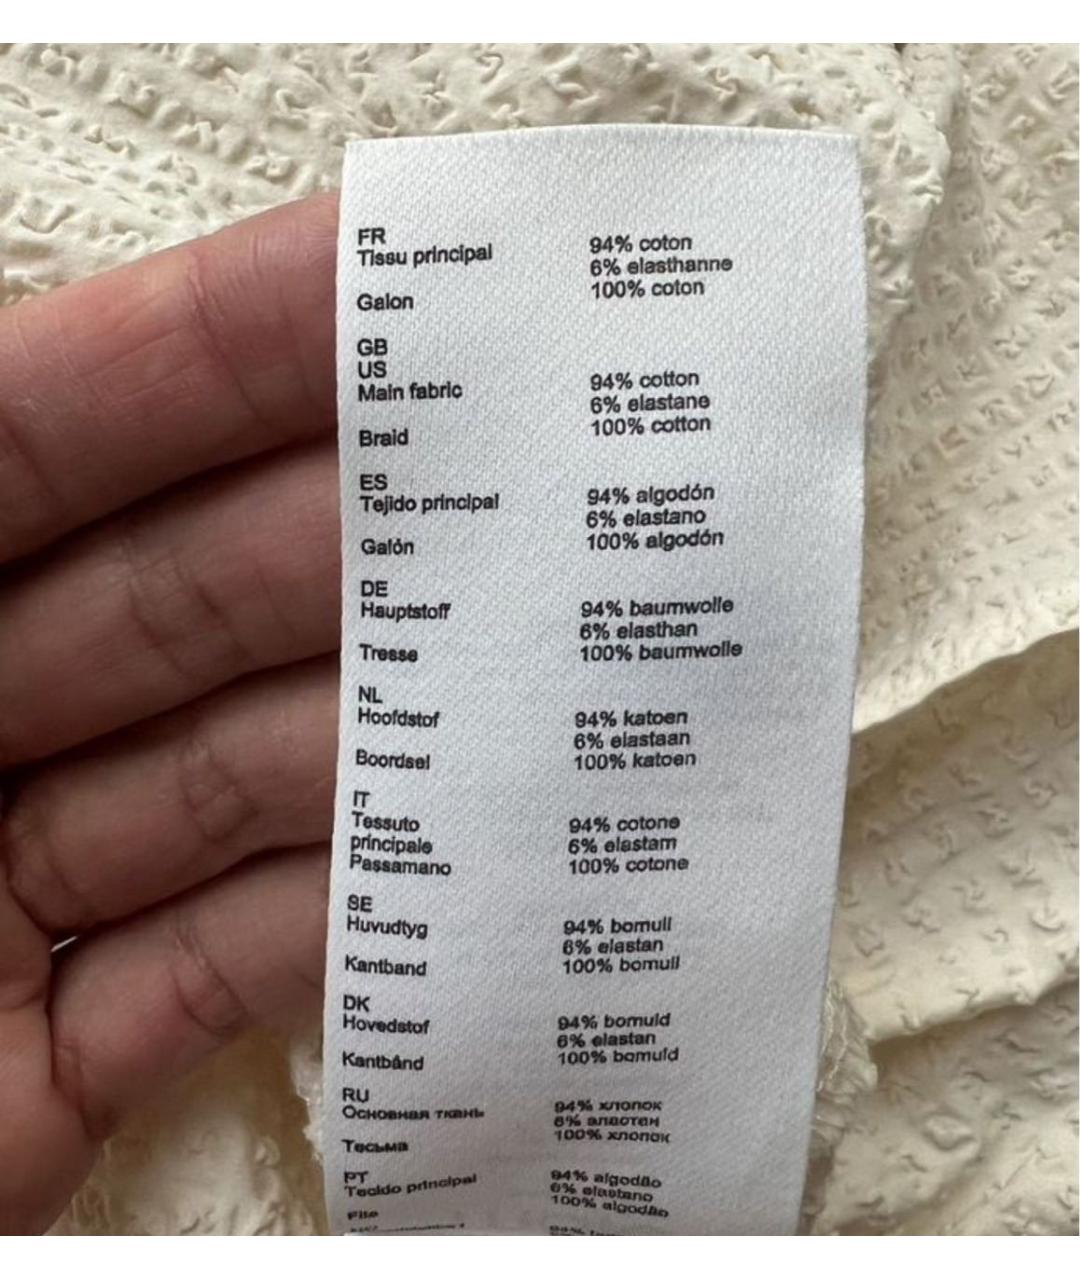 FR
Tissu principal 94% coton
6% elasthanne
Galon 100% coton
GB
US
Main fabric 94% cotton
6% elastane
Braid 100% cotton
ES
Tejido principal 94% algodón
6% elastano
Galón 100% algodón
DE
Hauptstoff 94% baumwolle
6% elasthan
Tresse 100% baumwolle
NL
Hoofdstof 94% katoen
6% elastaan
Boordsel 100% katoen
IT
Tessuto 94% cotone
principale 6% elastam
Passamano 100% cotone
SE
Huvudtyg 94% bomull
6% elastan
Kantband 100% bomull
DK
Hovedstof 94% bomuld
6% elastan
Kantbånd 100% bomuld
RU
Основная ткань 94% хлопок
6% эластан
Тесьма 100% хлопок
PT
Tecido principal 94% algodão
6% elastano
Fita 100% algodão